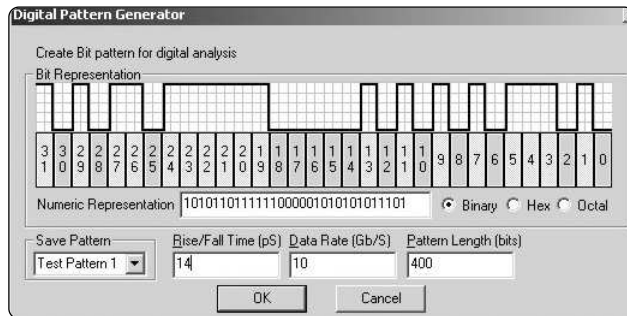 Digital Pattern Generator
Create Bit pattern for digital analysis
Bit Representation
31 30 29 28 27 26 25 24 23 22 21 20 19 18 17 16 15 14 13 12 11 10 9 8 7 6 5 4 3 2 1 0
Numeric Representation 1010110111111000001010101011101 Binary Hex Octal
Save Pattern Rise/Fall Time (pS) Data Rate (Gb/S) Pattern Length (bits)
Test Pattern 1 14 10 400
OK Cancel